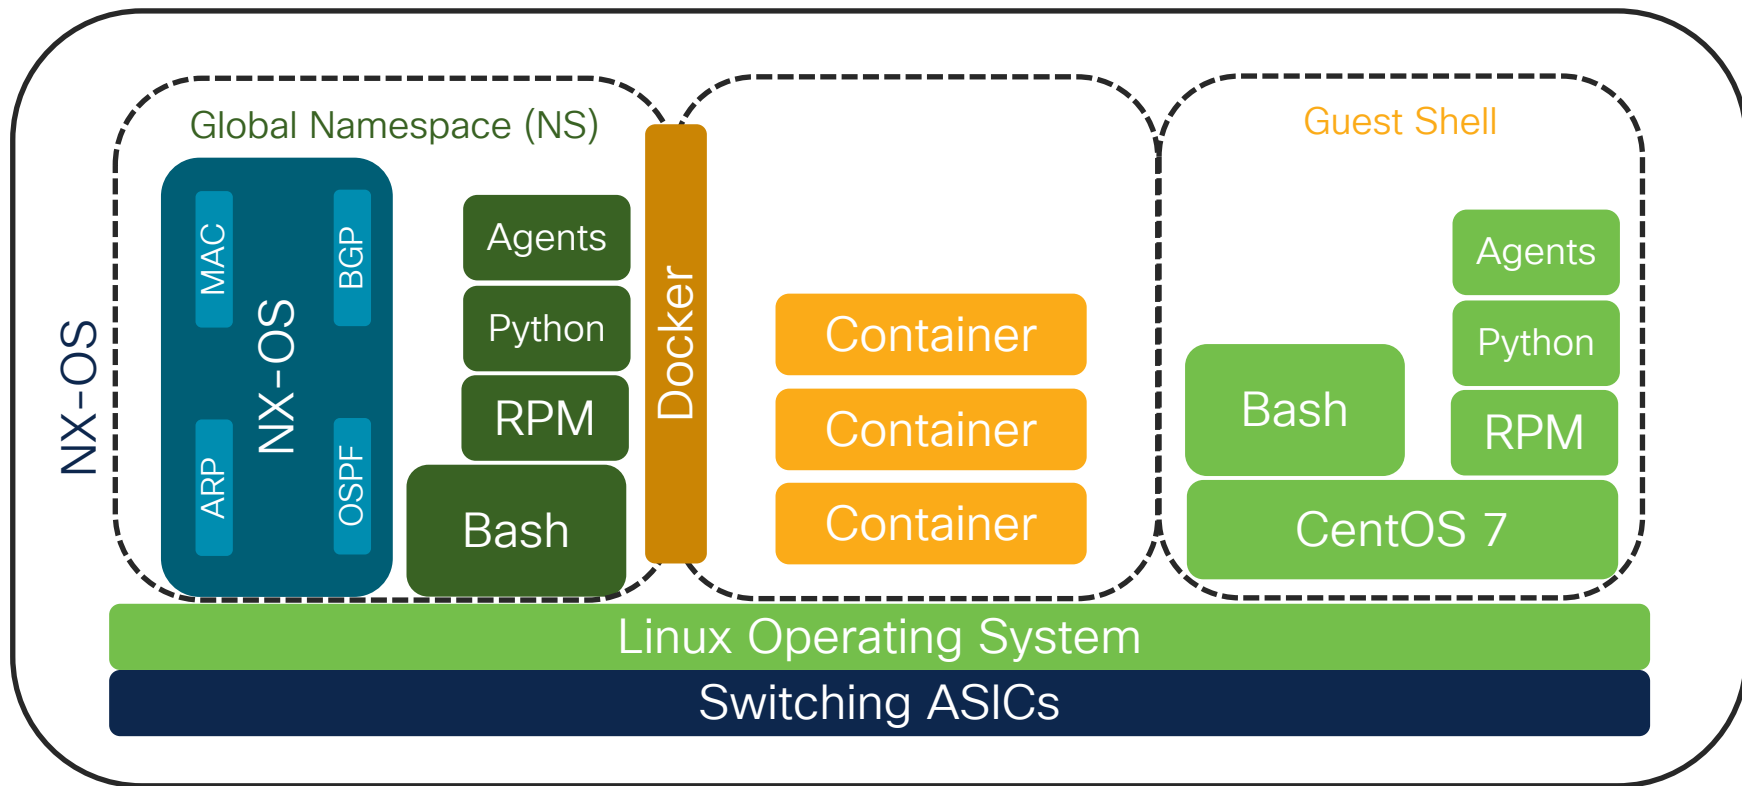 NX-OS
Global Namespace (NS)
MAC
BGP
NX-OS
ARP
OSPF
Agents
Python
RPM
Bash
Docker
Container
Container
Container
Guest Shell
Agents
Python
Bash
RPM
CentOS 7
Linux Operating System
Switching ASICs